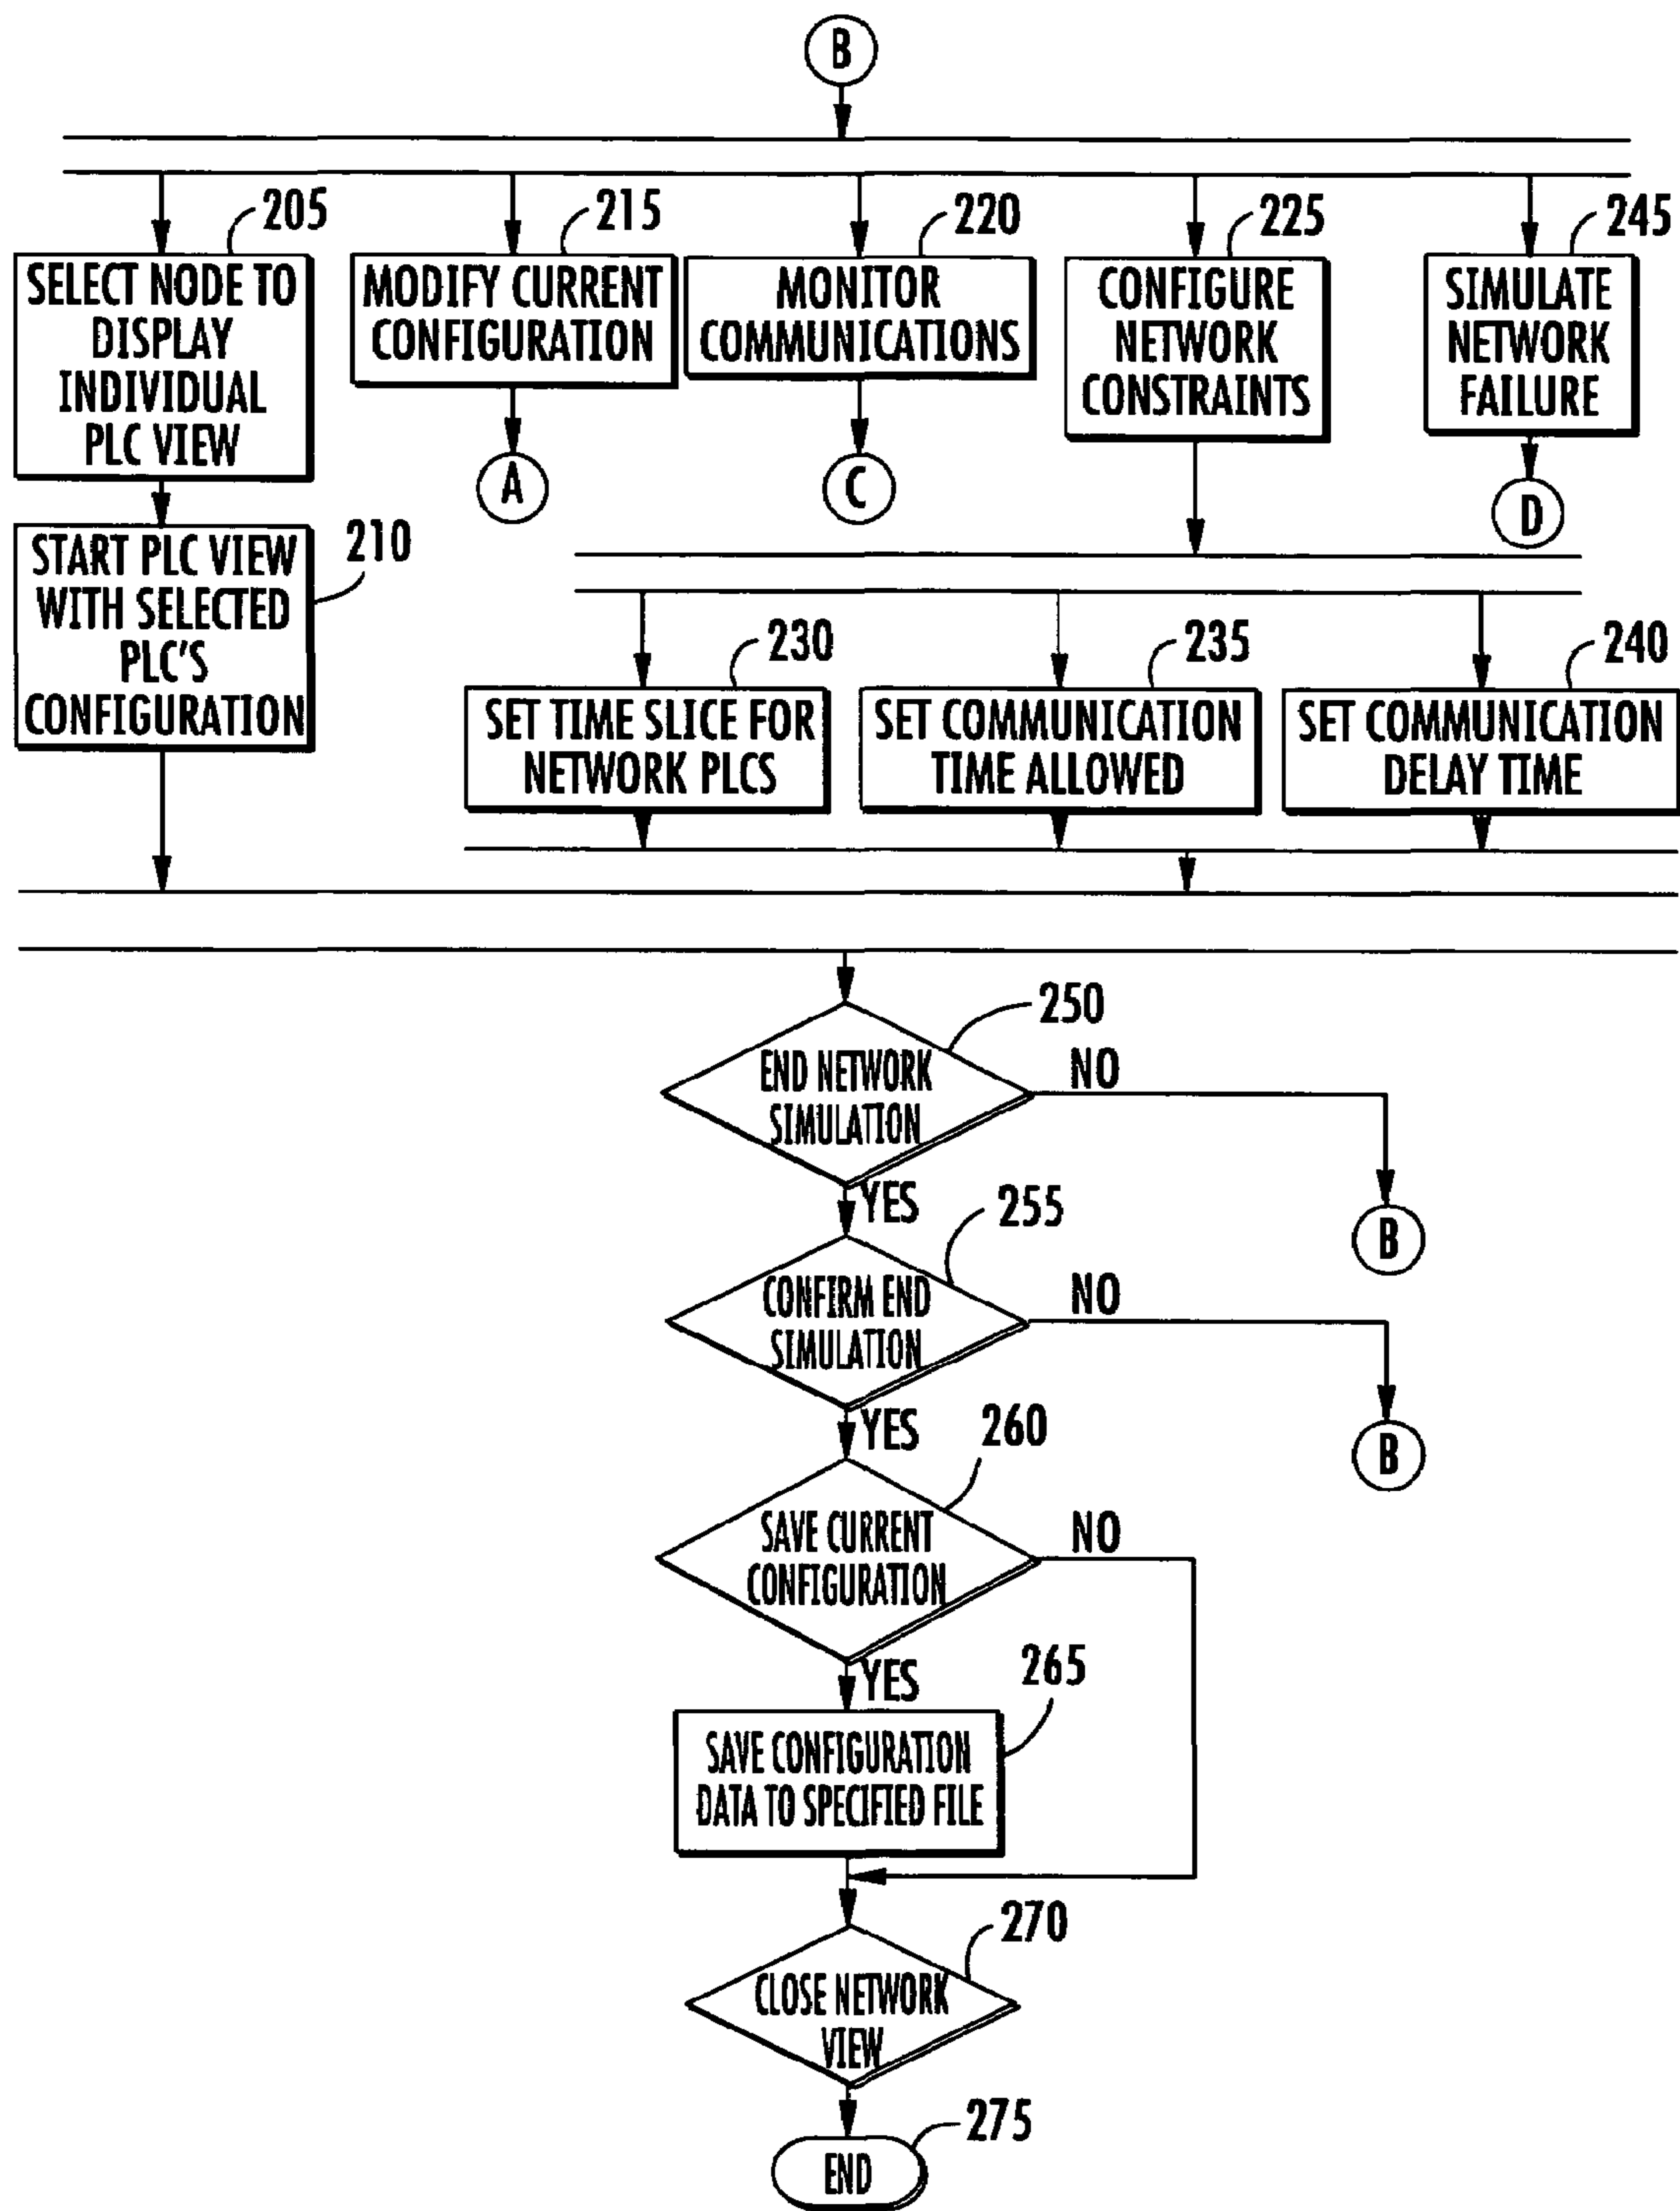 B
205
SELECT NODE TO
DISPLAY
INDIVIDUAL
PLC VIEW
215
MODIFY CURRENT
CONFIGURATION
220
MONITOR
COMMUNICATIONS
225
CONFIGURE
NETWORK
CONSTRAINTS
245
SIMULATE
NETWORK
FAILURE
A
C
D
210
START PLC VIEW
WITH SELECTED
PLC'S
CONFIGURATION
230
SET TIME SLICE FOR
NETWORK PLCS
235
SET COMMUNICATION
TIME ALLOWED
240
SET COMMUNICATION
DELAY TIME
250
END NETWORK
SIMULATION
NO
B
YES
255
CONFIRM END
SIMULATION
NO
B
YES
260
SAVE CURRENT
CONFIGURATION
NO
YES
265
SAVE CONFIGURATION
DATA TO SPECIFIED FILE
270
CLOSE NETWORK
VIEW
275
END